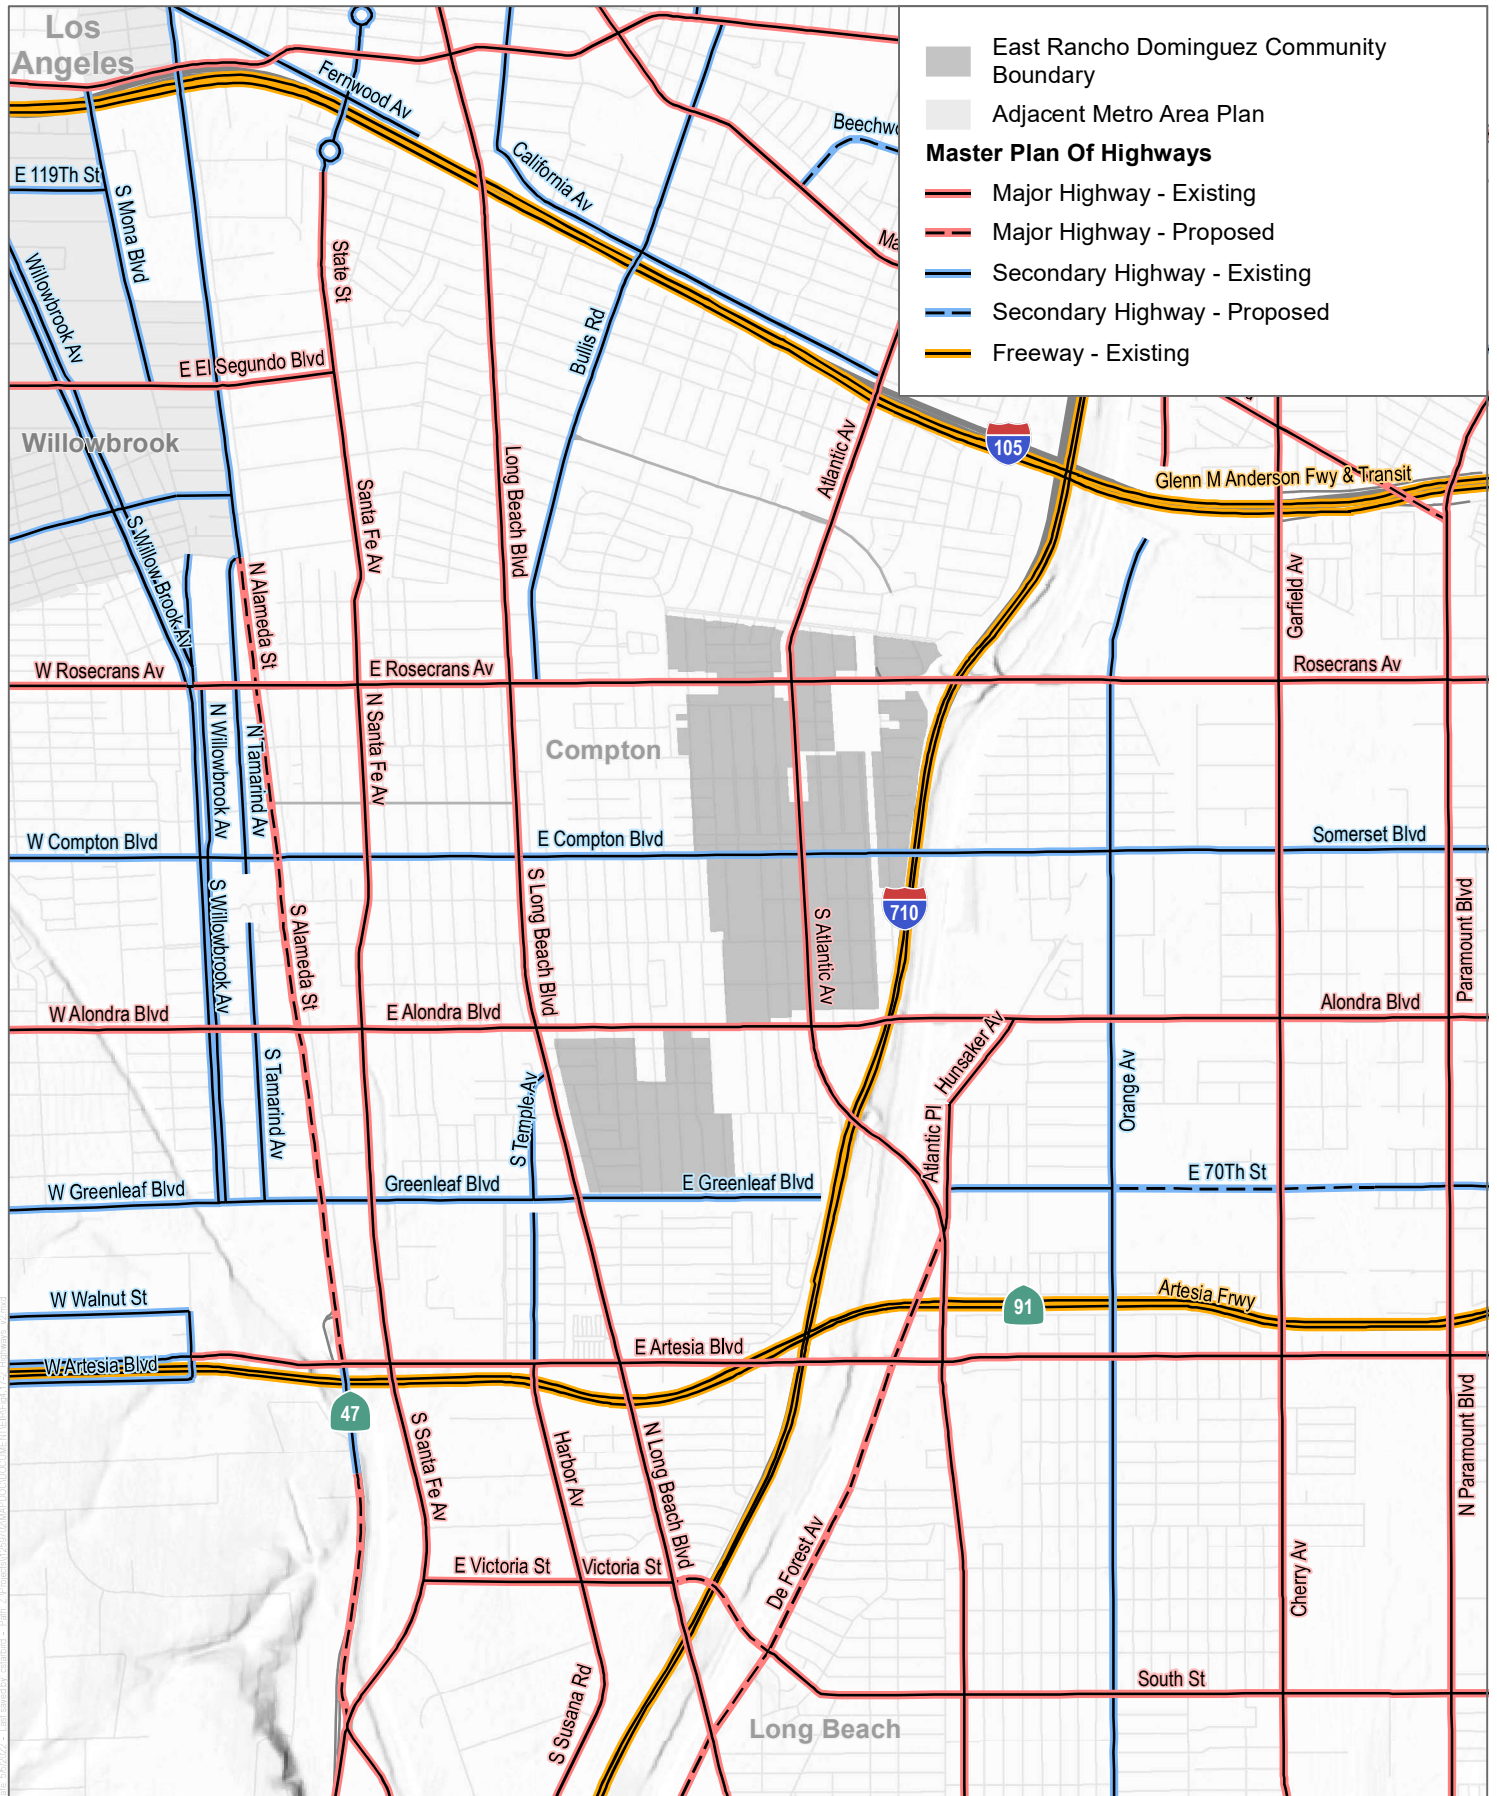 Los
Angeles
East Rancho Dominguez Community
Boundary
Adjacent Metro Area Plan
Master Plan Of Highways
Major Highway - Existing
Major Highway - Proposed
Secondary Highway - Existing
Secondary Highway - Proposed
Freeway - Existing
Fernwood Av
Beechwo
California Av
E 119Th St
S Mona Blvd
Willowbrook Av
State St
Ma
Bullis Rd
E El Segundo Blvd
Willowbrook
Atlantic Av
105
Glenn M Anderson Fwy & Transit
Santa Fe Av
Long Beach Blvd
S Willow Brook Av
N Alameda St
Garfield Av
W Rosecrans Av
E Rosecrans Av
Rosecrans Av
N Willowbrook Av
N Tamarind Av
N Santa Fe Av
Compton
W Compton Blvd
E Compton Blvd
Somerset Blvd
S Willowbrook Av
S Alameda St
S Long Beach Blvd
S Atlantic Av
710
Paramount Blvd
W Alondra Blvd
E Alondra Blvd
Alondra Blvd
S Tamarind Av
S Temple Av
Hunsaker Av
Atlantic Pl
Orange Av
W Greenleaf Blvd
Greenleaf Blvd
E Greenleaf Blvd
E 70Th St
W Walnut St
91
Artesia Frwy
W Artesia Blvd
E Artesia Blvd
47
S Santa Fe Av
Harbor Av
N Long Beach Blvd
N Paramount Blvd
De Forest Av
E Victoria St
Victoria St
Cherry Av
S Susana Rd
South St
Long Beach